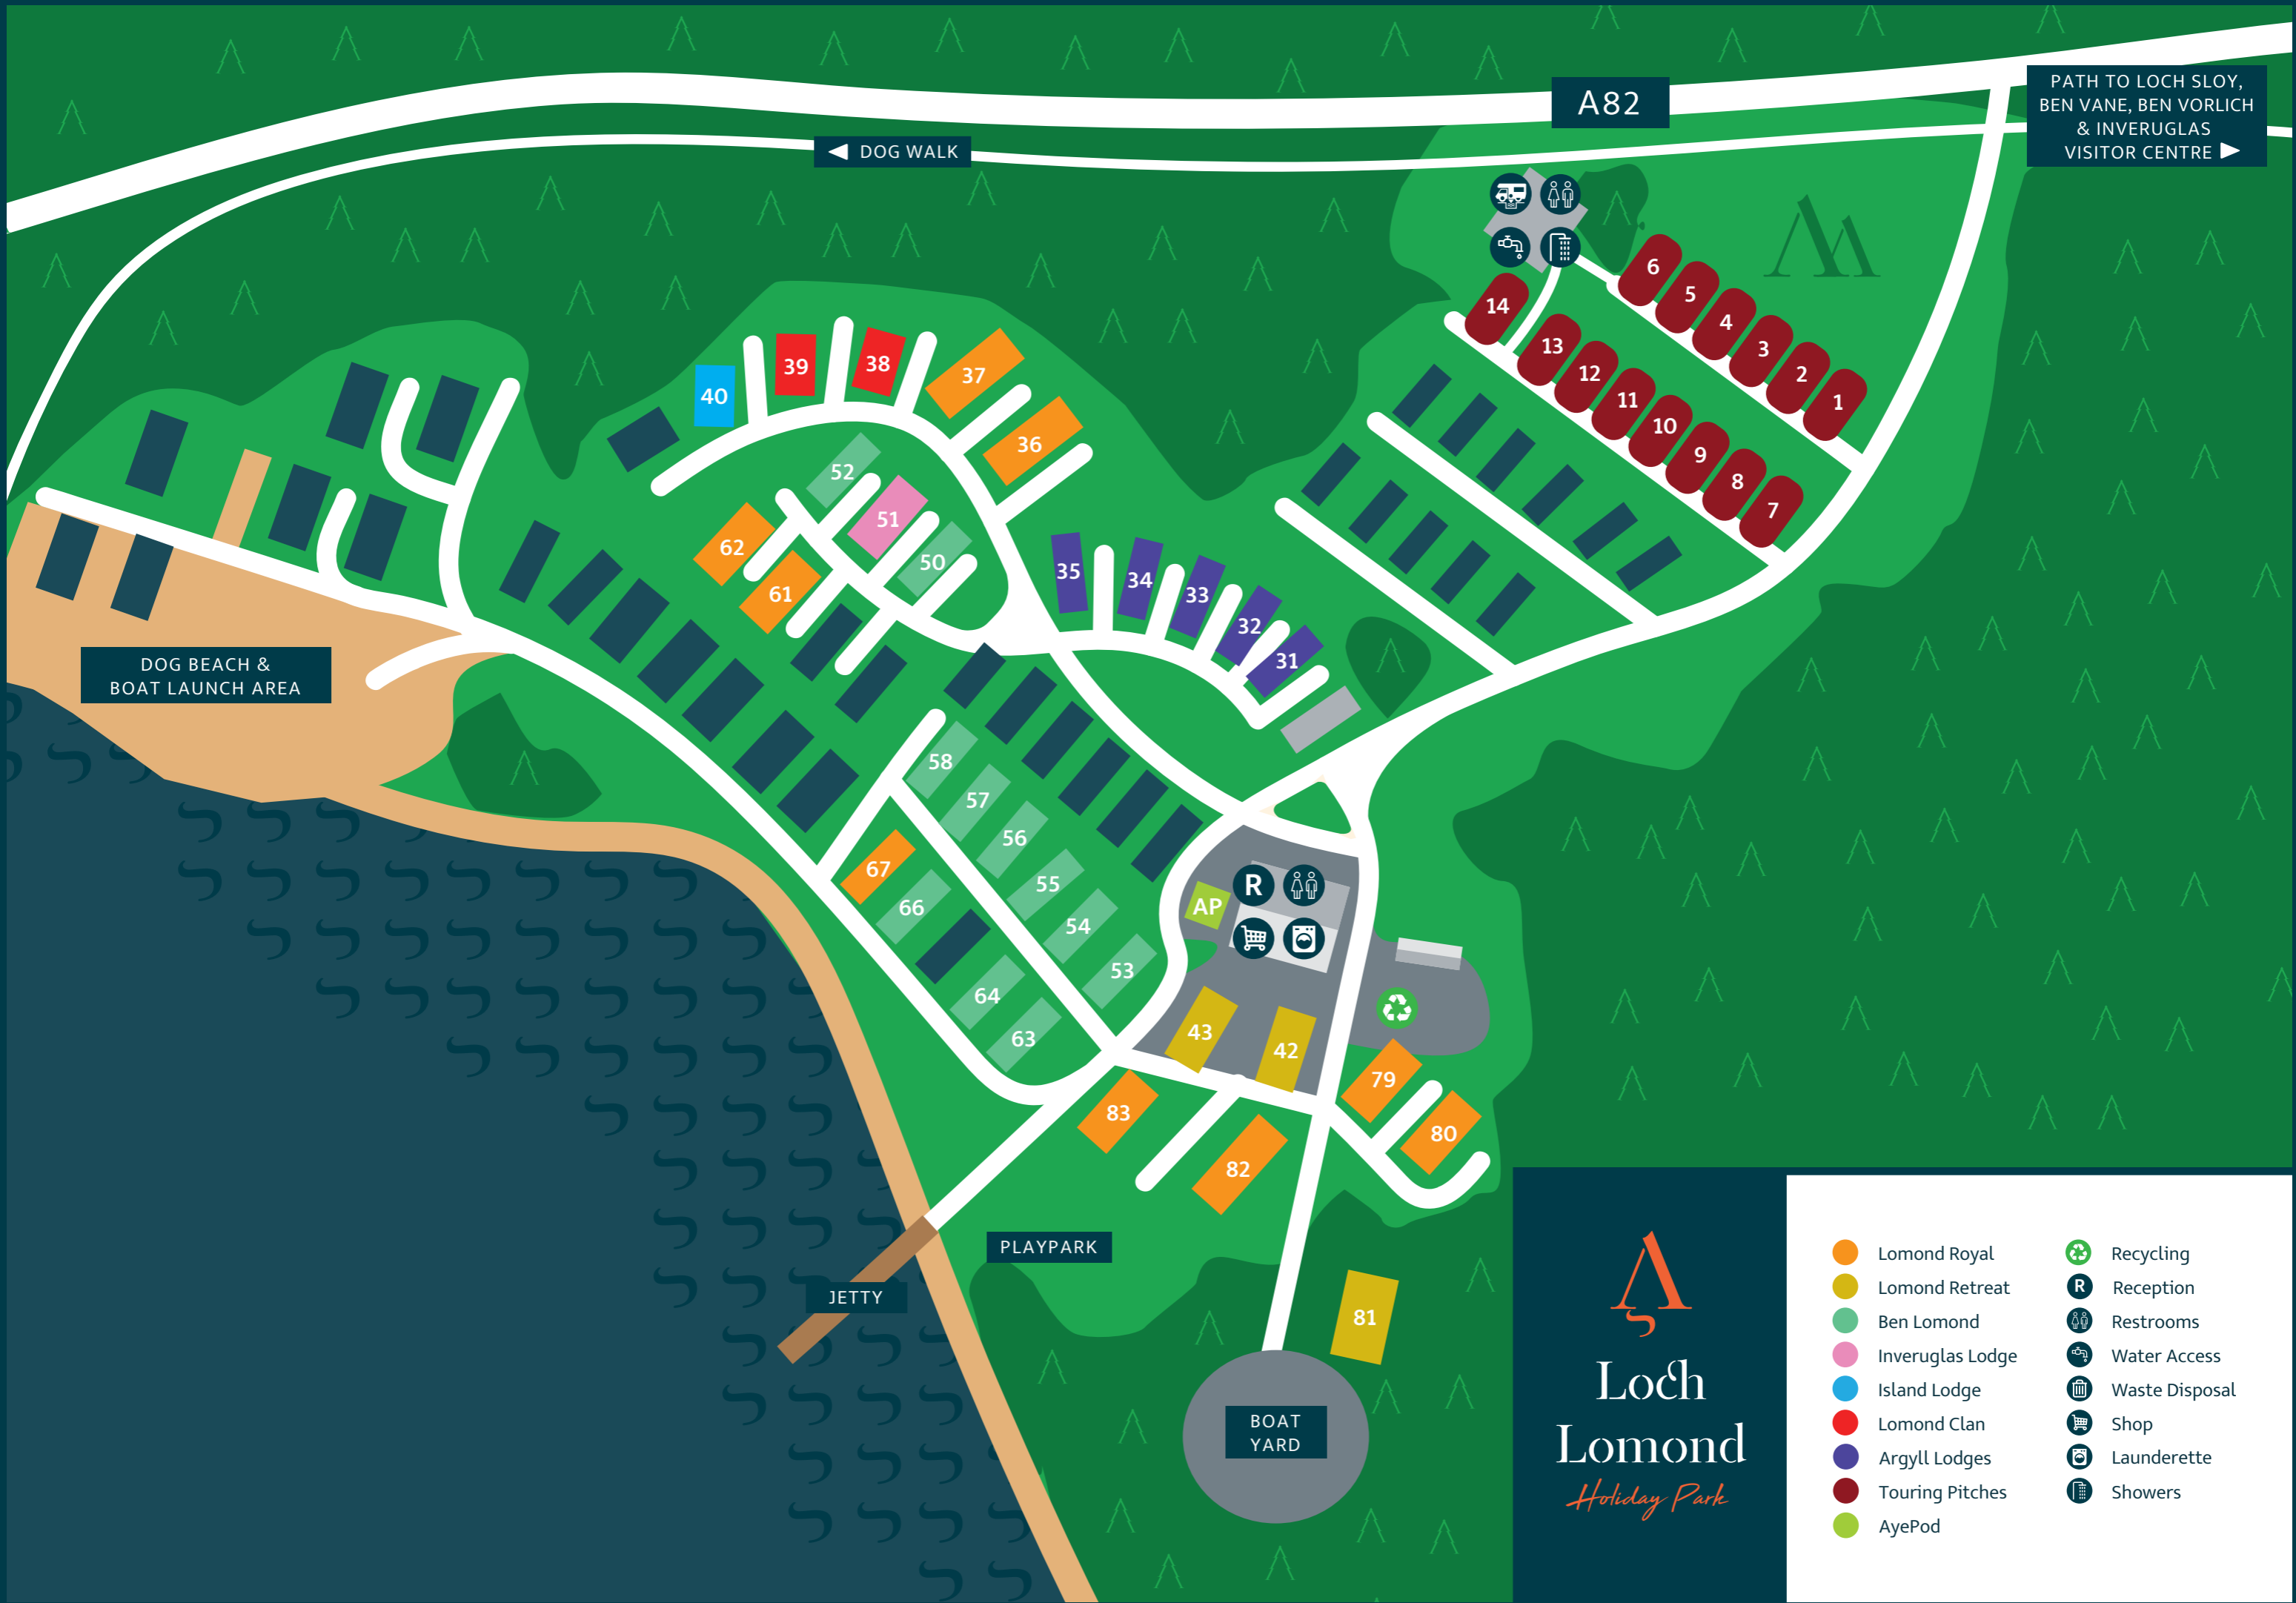 A82
PATH TO LOCH SLOY,
BEN VANE, BEN VORLICH
& INVERUGLAS
VISITOR CENTRE
DOG WALK
6
5
4
3
2
1
14
13
12
11
10
9
8
7
40
39
38
37
36
52
51
50
62
61
35
34
33
32
31
DOG BEACH &
BOAT LAUNCH AREA
58
57
56
55
54
53
67
66
64
63
R
AP
43
42
79
80
83
82
PLAYPARK
JETTY
81
BOAT
YARD
Loch
Lomond
Holiday Park
Lomond Royal
Lomond Retreat
Ben Lomond
Inveruglas Lodge
Island Lodge
Lomond Clan
Argyll Lodges
Touring Pitches
AyePod
Recycling
R Reception
Restrooms
Water Access
Waste Disposal
Shop
Launderette
Showers